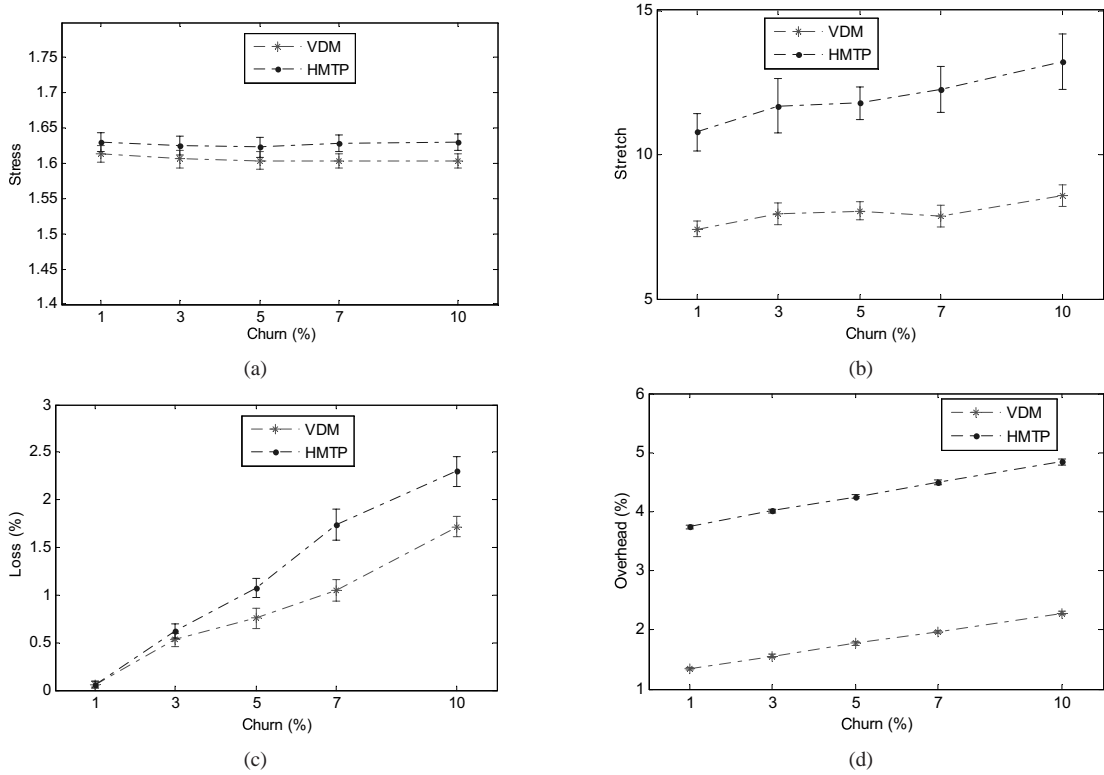 1.75
1.7
1.65
1.6
1.55
1.5
1.45
1.4
Stress
VDM
HMTP
1
3
5
7
10
Churn (%)
(a)
15
10
5
Stretch
VDM
HMTP
1
3
5
7
10
Churn (%)
(b)
3
2.5
2
1.5
1
0.5
0
Loss (%)
VDM
HMTP
1
3
5
7
10
Churn (%)
(c)
6
5
4
3
2
1
Overhead (%)
VDM
HMTP
1
3
5
7
10
Churn (%)
(d)